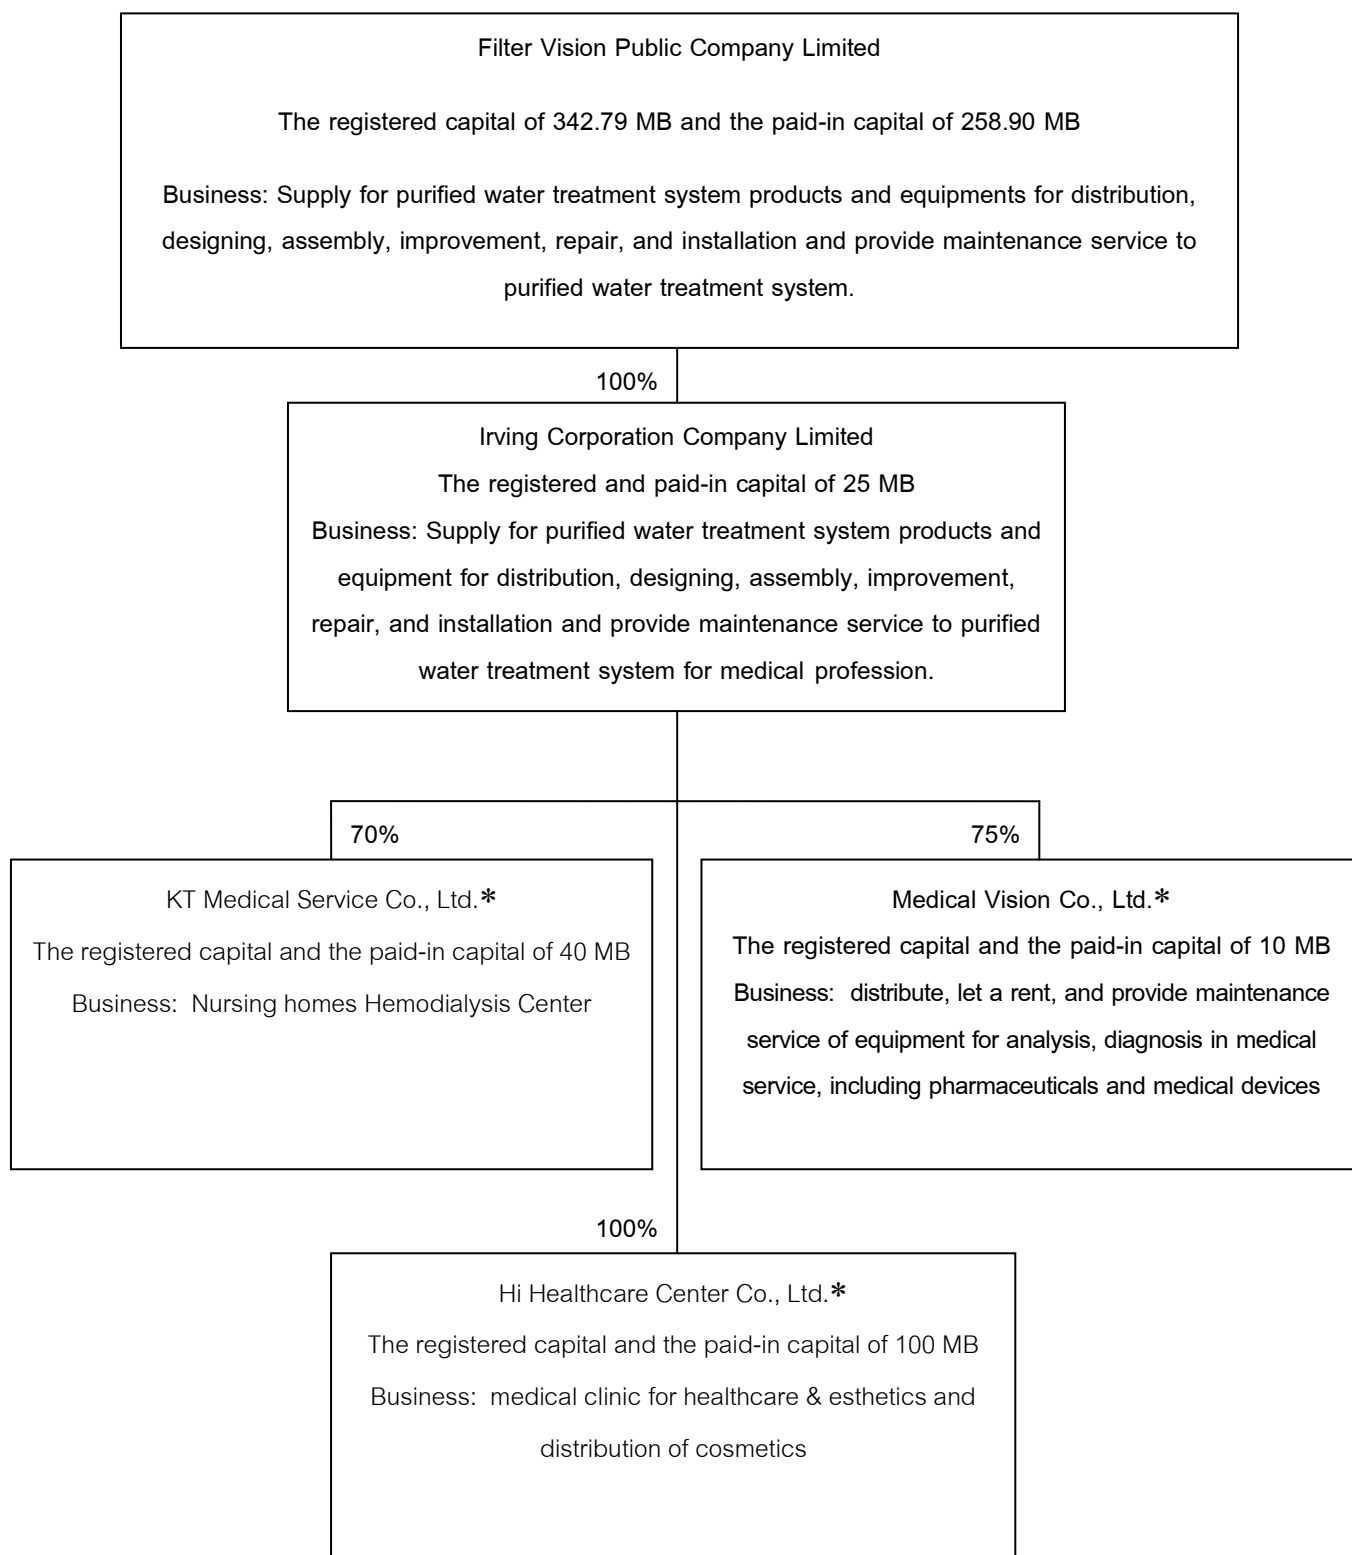 Filter Vision Public Company Limited
The registered capital of 342.79 MB and the paid-in capital of 258.90 MB
Business: Supply for purified water treatment system products and equipments for distribution,
designing, assembly, improvement, repair, and installation and provide maintenance service to
purified water treatment system.
100%
Irving Corporation Company Limited
The registered and paid-in capital of 25 MB
Business: Supply for purified water treatment system products and
equipment for distribution, designing, assembly, improvement,
repair, and installation and provide maintenance service to purified
water treatment system for medical profession.
70%
75%
KT Medical Service Co., Ltd.*
The registered capital and the paid-in capital of 40 MB
Business: Nursing homes Hemodialysis Center
Medical Vision Co., Ltd.*
The registered capital and the paid-in capital of 10 MB
Business: distribute, let a rent, and provide maintenance
service of equipment for analysis, diagnosis in medical
service, including pharmaceuticals and medical devices
100%
Hi Healthcare Center Co., Ltd.*
The registered capital and the paid-in capital of 100 MB
Business: medical clinic for healthcare & esthetics and
distribution of cosmetics